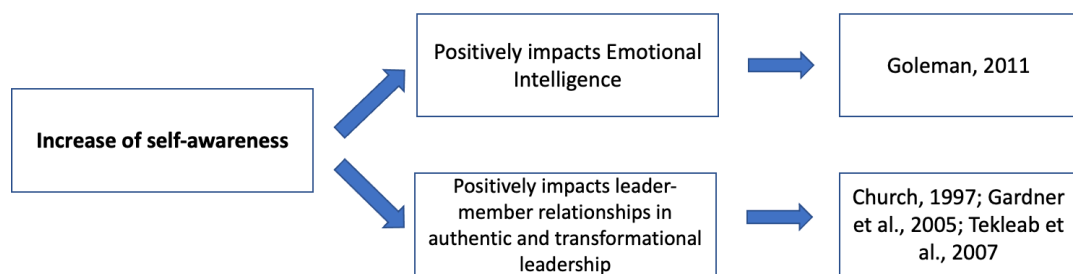 Increase of self-awareness
Positively impacts Emotional
Intelligence
Goleman, 2011
Positively impacts leader-
member relationships in
authentic and transformational
leadership
Church, 1997; Gardner
et al., 2005; Tekleab et
al., 2007